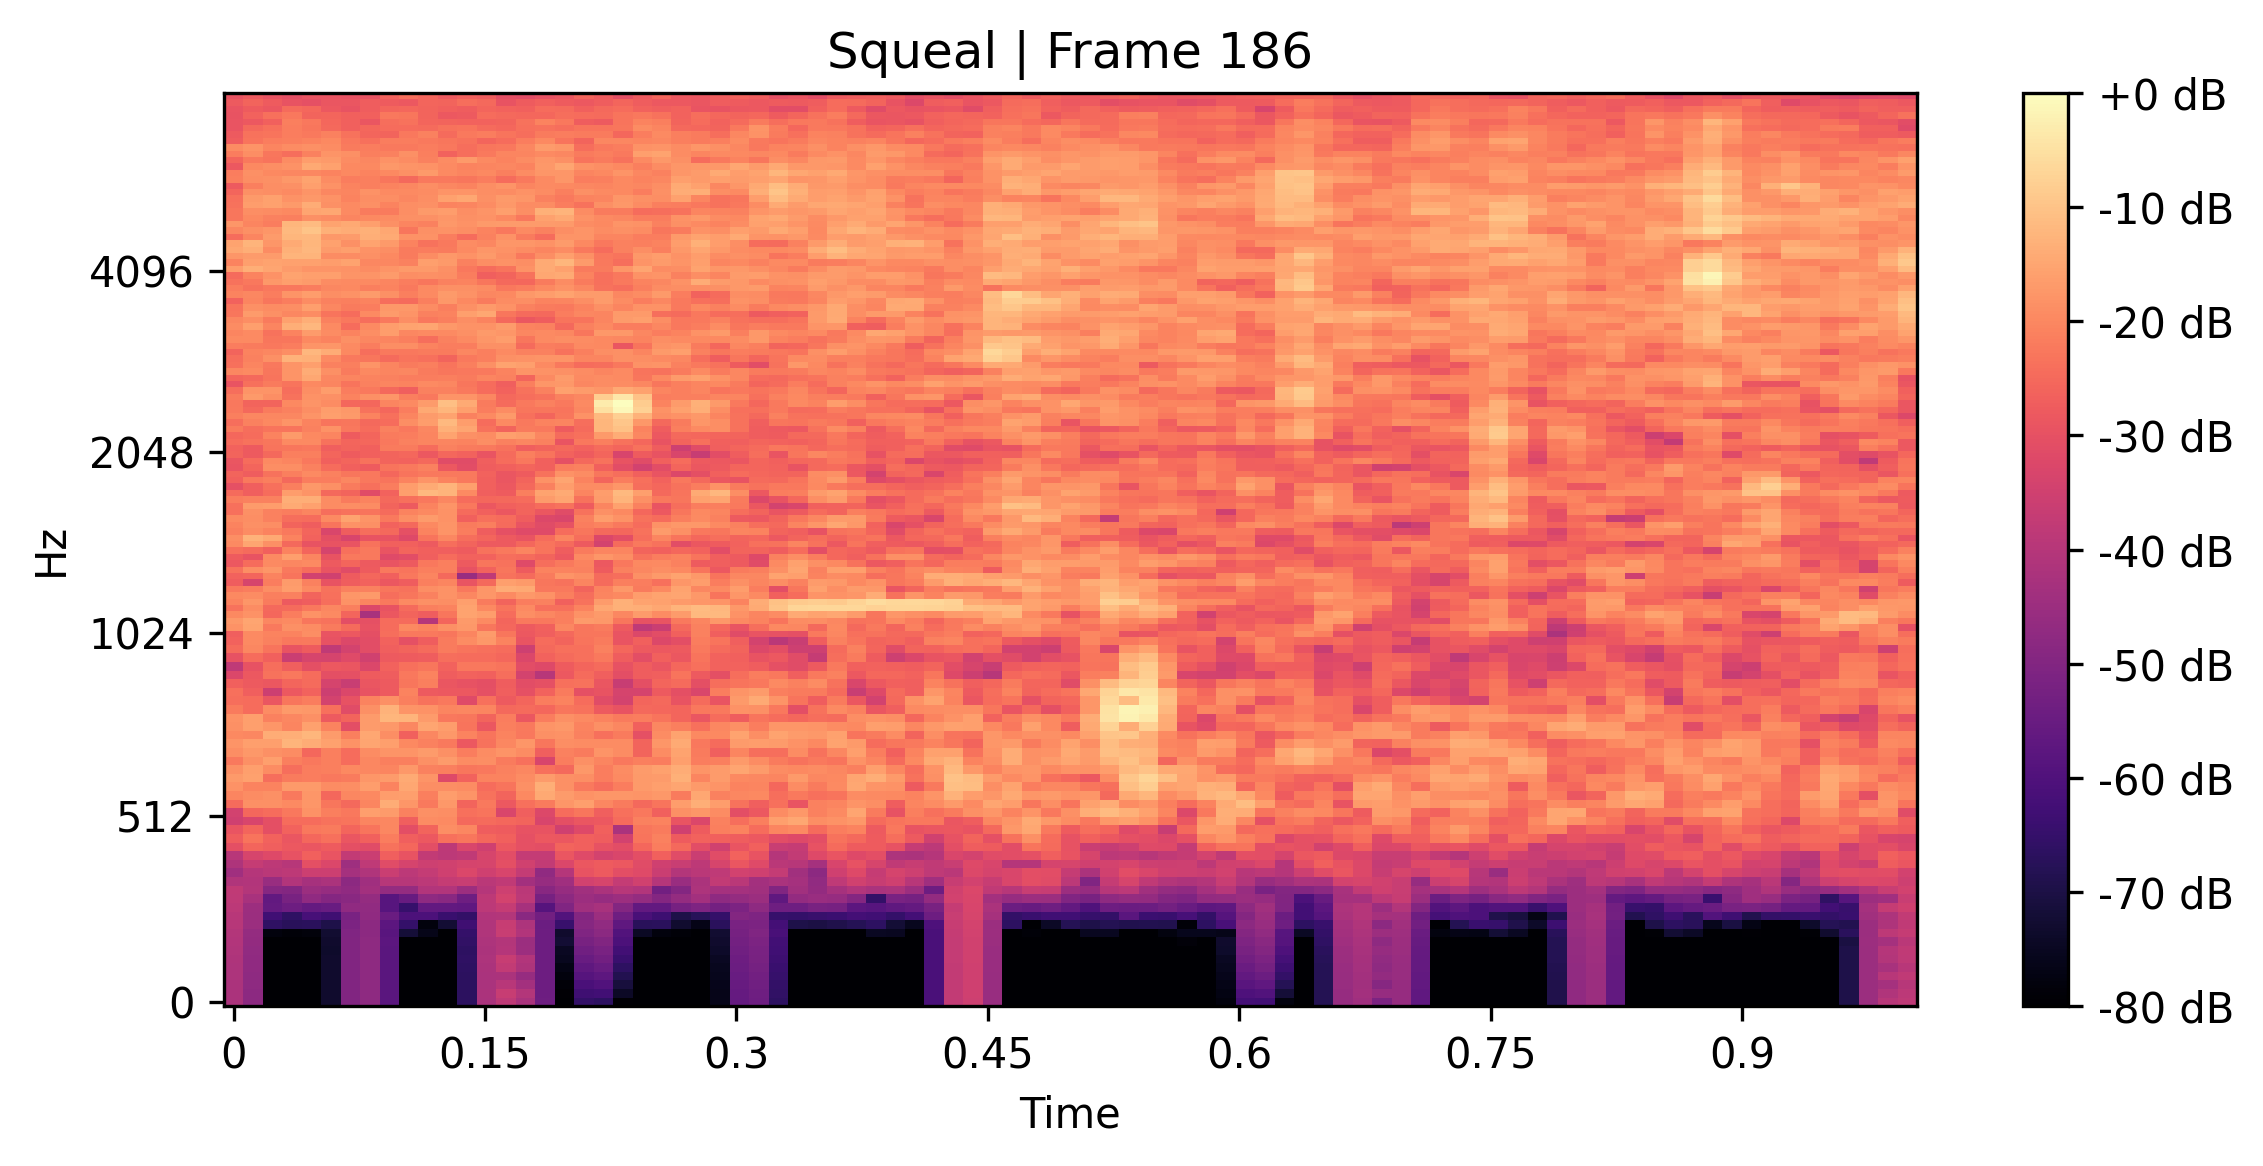 Squeal | Frame 186
+0 dB
-10 dB
-20 dB
-30 dB
-40 dB
-50 dB
-60 dB
-70 dB
-80 dB
Hz
4096
2048
1024
512
0
0 0.15 0.3 0.45 0.6 0.75 0.9
Time